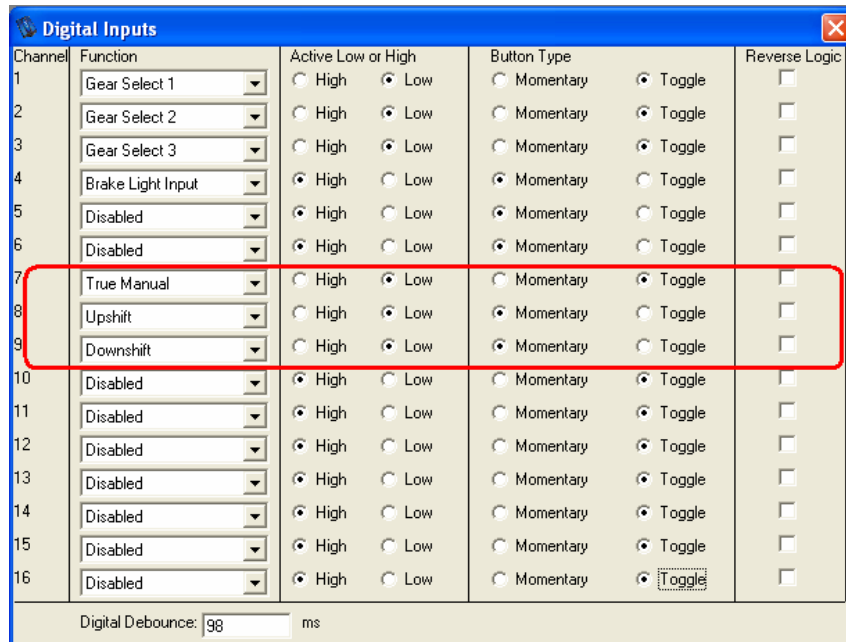 Digital Inputs
Channel Function Active Low or High Button Type Reverse Logic
1 Gear Select 1 High Low Momentary Toggle
2 Gear Select 2 High Low Momentary Toggle
3 Gear Select 3 High Low Momentary Toggle
4 Brake Light Input High Low Momentary Toggle
5 Disabled High Low Momentary Toggle
6 Disabled High Low Momentary Toggle
7 True Manual High Low Momentary Toggle
8 Upshift High Low Momentary Toggle
9 Downshift High Low Momentary Toggle
10 Disabled High Low Momentary Toggle
11 Disabled High Low Momentary Toggle
12 Disabled High Low Momentary Toggle
13 Disabled High Low Momentary Toggle
14 Disabled High Low Momentary Toggle
15 Disabled High Low Momentary Toggle
16 Disabled High Low Momentary Toggle
Digital Debounce: 98 ms